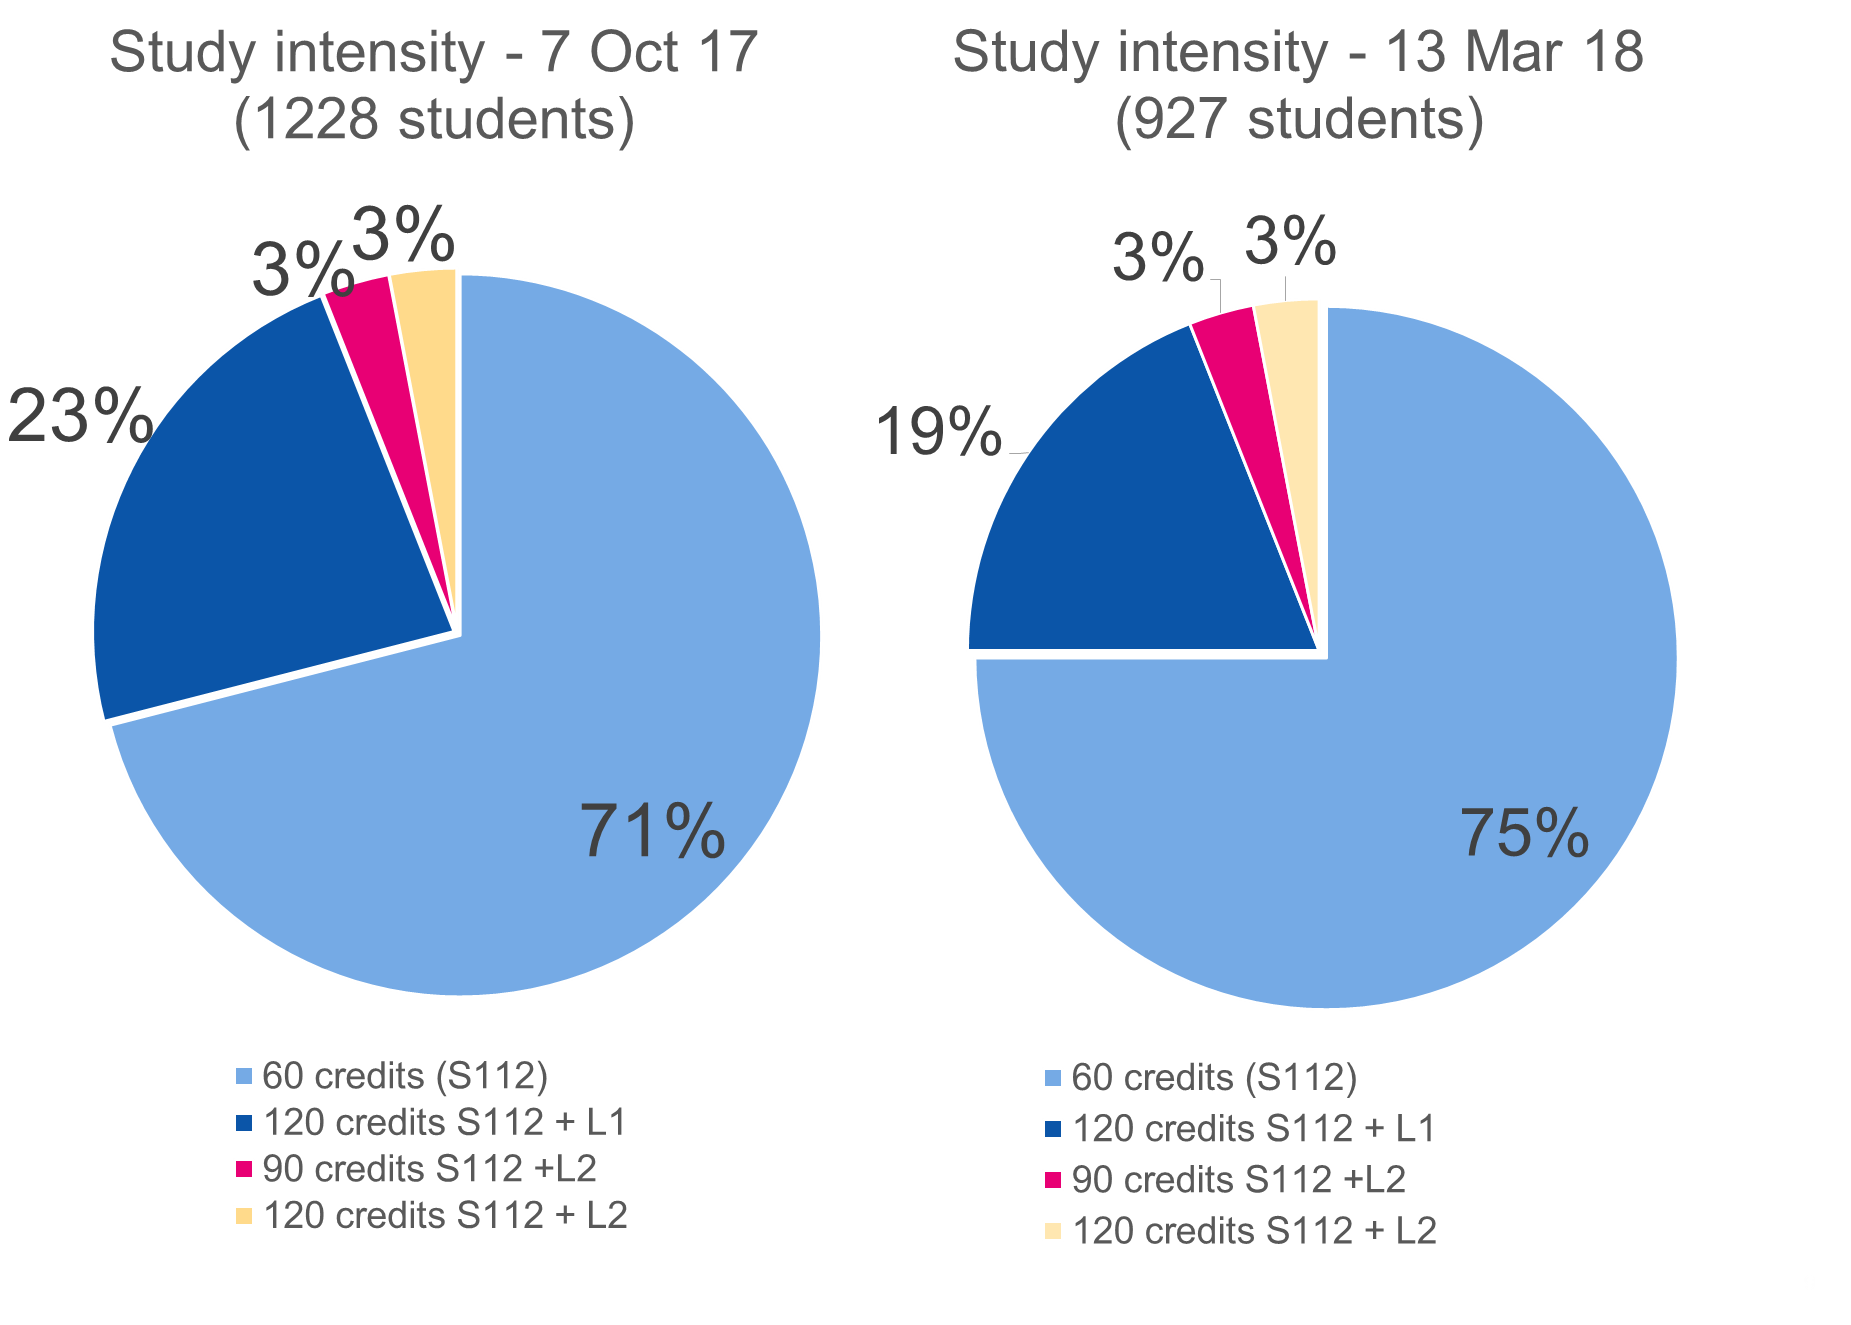 Study intensity - 7 Oct 17
(1228 students)
3%
3%
23%
71%
60 credits (S112)
120 credits S112 + L1
90 credits S112 +L2
120 credits S112 + L2
Study intensity - 13 Mar 18
(927 students)
3%
3%
19%
75%
60 credits (S112)
120 credits S112 + L1
90 credits S112 +L2
120 credits S112 + L2